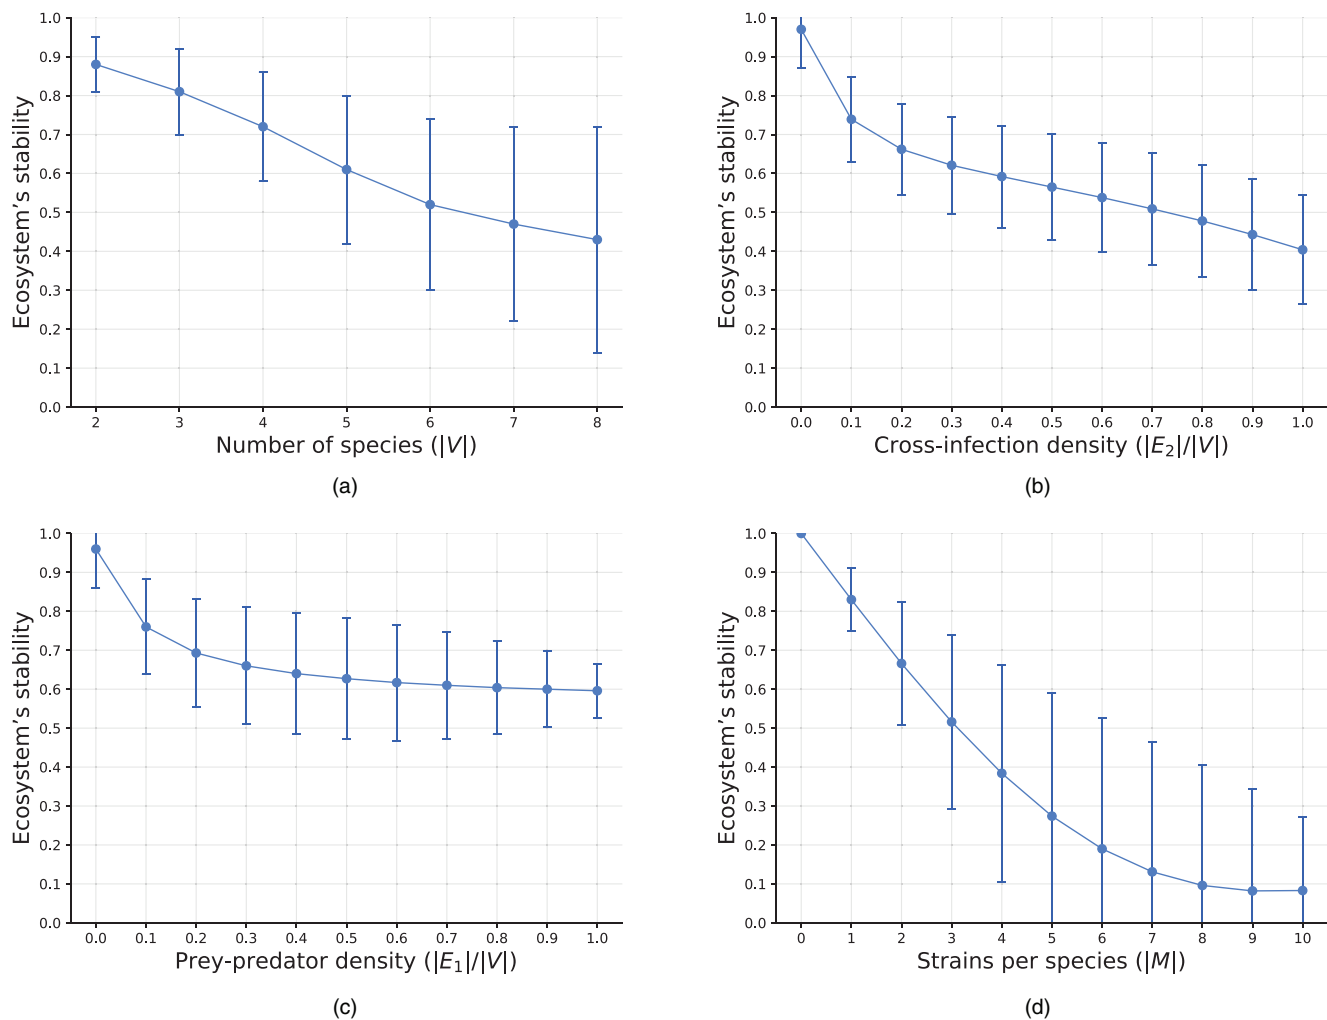 1.0
0.9
0.8
0.7
0.6
0.5
0.4
0.3
0.2
0.1
0.0
Ecosystem's stability
2 3 4 5 6 7 8
Number of species (|V|)
(a)
1.0
0.9
0.8
0.7
0.6
0.5
0.4
0.3
0.2
0.1
0.0
Ecosystem's stability
0.0 0.1 0.2 0.3 0.4 0.5 0.6 0.7 0.8 0.9 1.0
Cross-infection density (|E₂|/|V|)
(b)
1.0
0.9
0.8
0.7
0.6
0.5
0.4
0.3
0.2
0.1
0.0
Ecosystem's stability
0.0 0.1 0.2 0.3 0.4 0.5 0.6 0.7 0.8 0.9 1.0
Prey-predator density (|E₁|/|V|)
(c)
1.0
0.9
0.8
0.7
0.6
0.5
0.4
0.3
0.2
0.1
0.0
Ecosystem's stability
0 1 2 3 4 5 6 7 8 9 10
Strains per species (|M|)
(d)